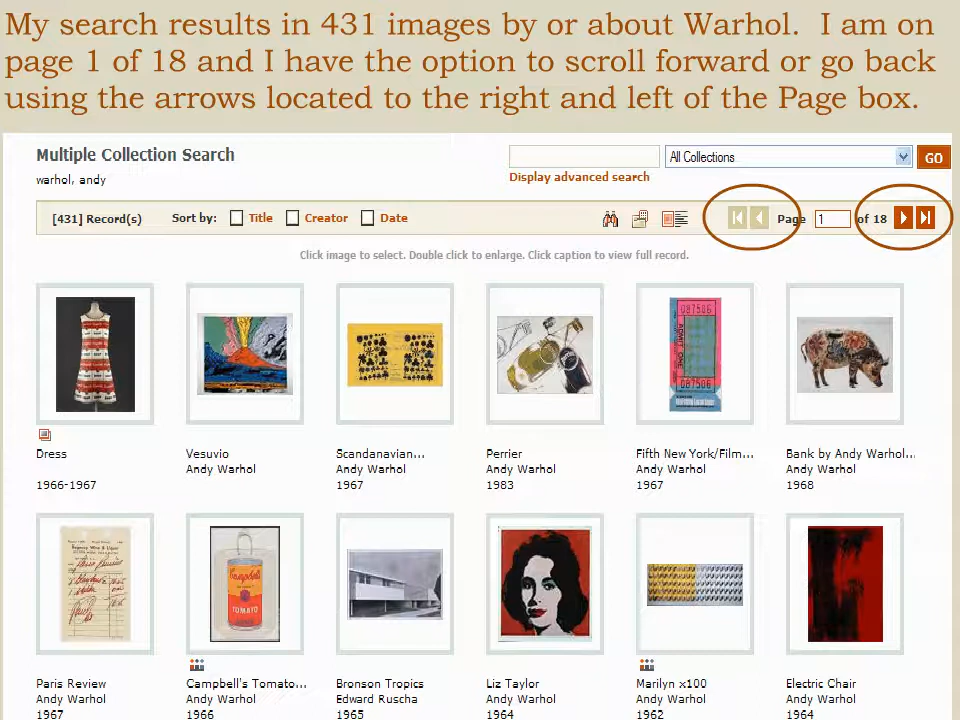 My search results in 431 images by or about Warhol.  I am on
page 1 of 18 and I have the option to scroll forward or go back
using the arrows located to the right and left of the Page box.
Multiple Collection Search
All Collections
GO
warhol, andy
Display advanced search
[431] Record(s)
Sort by:
Title
Creator
Date
Page
1
of 18
Click image to select. Double click to enlarge. Click caption to view full record.
087506
ADMIT ONE
087506
Dress
1966-1967
Vesuvio
Andy Warhol
Scandanavian...
Andy Warhol
1967
Perrier
Andy Warhol
1983
Fifth New York/Film...
Andy Warhol
1967
Bank by Andy Warhol...
Andy Warhol
1968
Campbell's
TOMATO
Paris Review
Andy Warhol
1967
Campbell's Tomato...
Andy Warhol
1966
Bronson Tropics
Edward Ruscha
1965
Liz Taylor
Andy Warhol
1964
Marilyn x100
Andy Warhol
1962
Electric Chair
Andy Warhol
1964